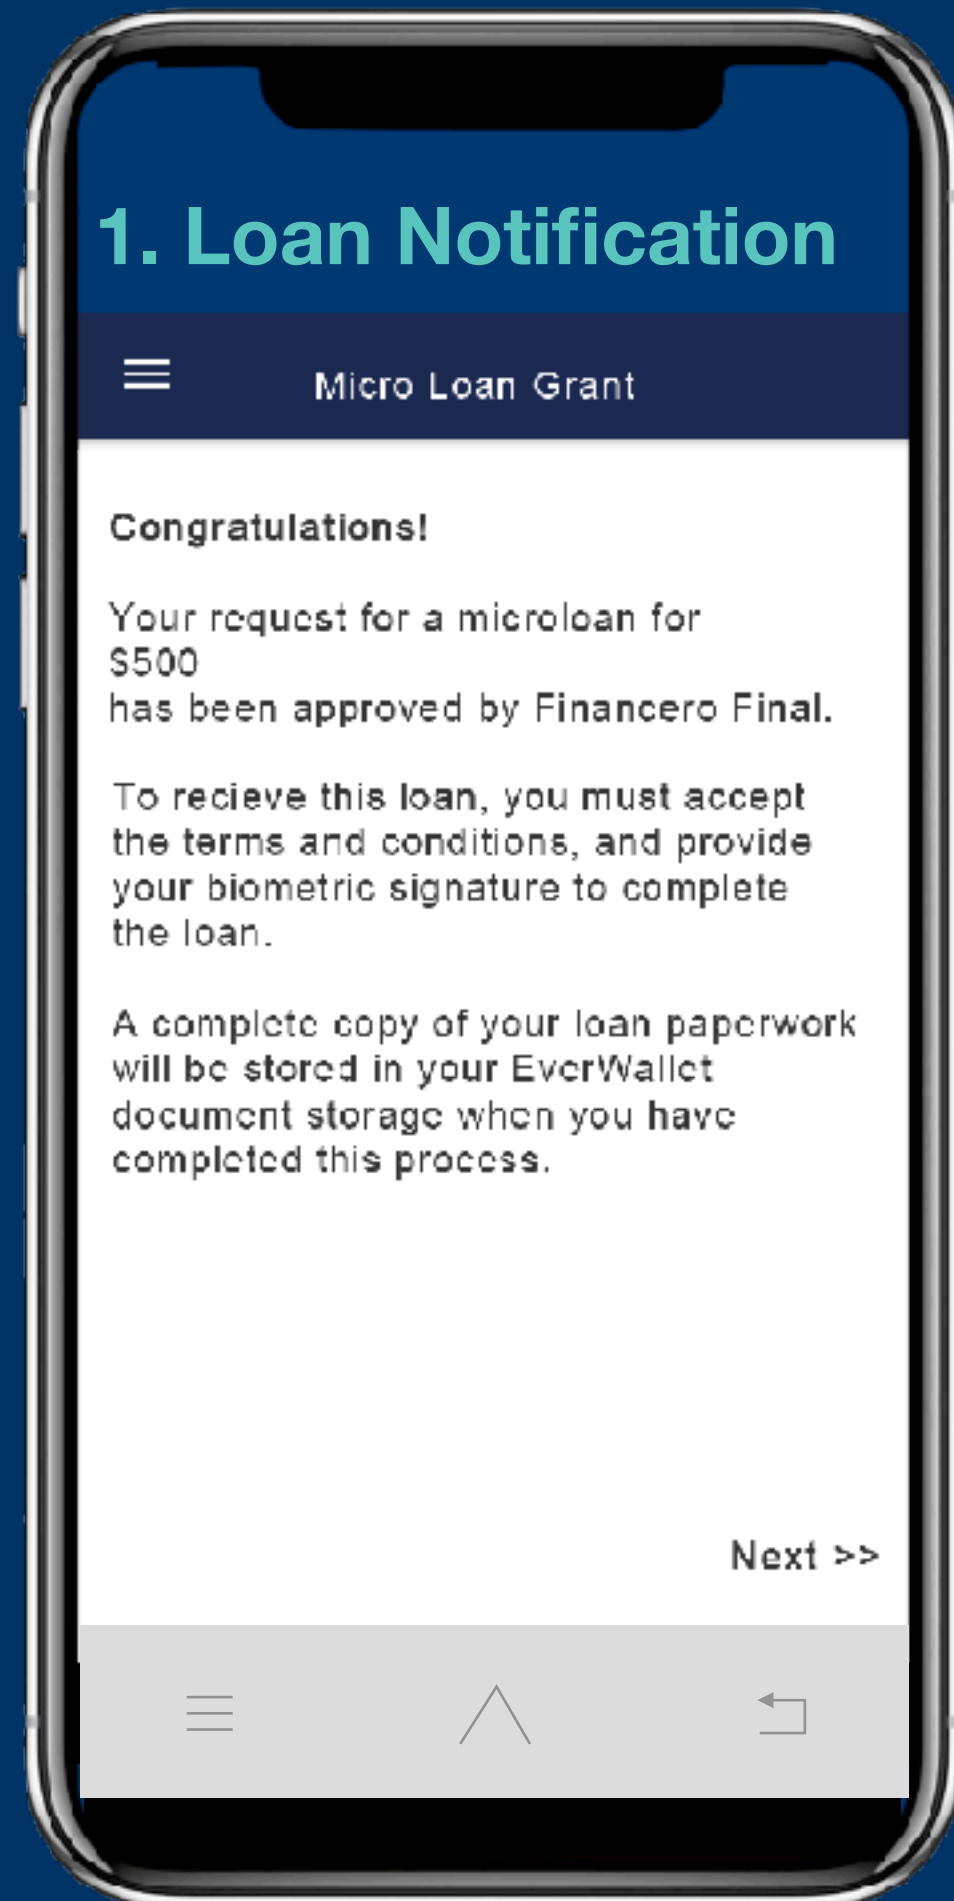 1. Loan Notification
Micro Loan Grant
Congratulations!
Your request for a microloan for
$500
has been approved by Financero Final.
To recieve this loan, you must accept
the terms and conditions, and provide
your biometric signature to complete
the loan.
A complete copy of your loan paperwork
will be stored in your EverWallet
document storage when you have
completed this process.
Next >>